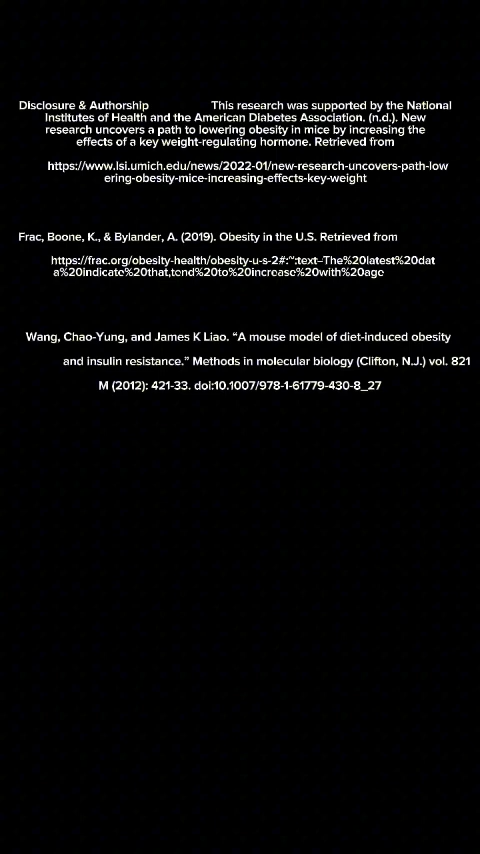 Disclosure & Authorship This research was supported by the National
Institutes of Health and the American Diabetes Association. (n.d.). New
research uncovers a path to lowering obesity in mice by increasing the
effects of a key weight-regulating hormone. Retrieved from
https://www.lsi.umich.edu/news/2022-01/new-research-uncovers-path-low
ering-obesity-mice-increasing-effects-key-weight
Frac, Boone, K., & Bylander, A. (2019). Obesity in the U.S. Retrieved from
https://frac.org/obesity-health/obesity-u-s-2#:~:text=The%20latest%20dat
a%20indicate%20that,tend%20to%20increase%20with%20age
Wang, Chao-Yung, and James K Liao. “A mouse model of diet-induced obesity
and insulin resistance.” Methods in molecular biology (Clifton, N.J.) vol. 821
M (2012): 421-33. doi:10.1007/978-1-61779-430-8_27